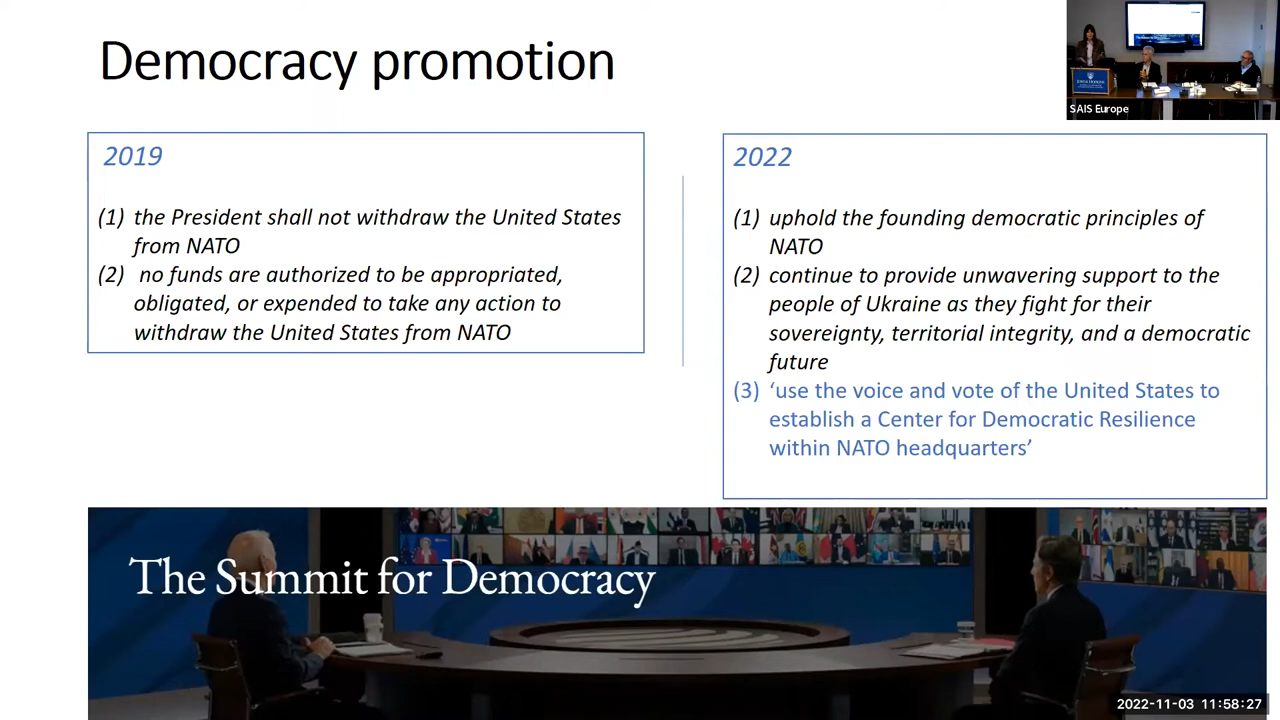 Democracy promotion
SAIS Europe
2019
(1) the President shall not withdraw the United States
from NATO
(2) no funds are authorized to be appropriated,
obligated, or expended to take any action to
withdraw the United States from NATO
2022
(1) uphold the founding democratic principles of
NATO
(2) continue to provide unwavering support to the
people of Ukraine as they fight for their
sovereignty, territorial integrity, and a democratic
future
(3) ‘use the voice and vote of the United States to
establish a Center for Democratic Resilience
within NATO headquarters’
The Summit for Democracy
2022-11-03 11:58:27